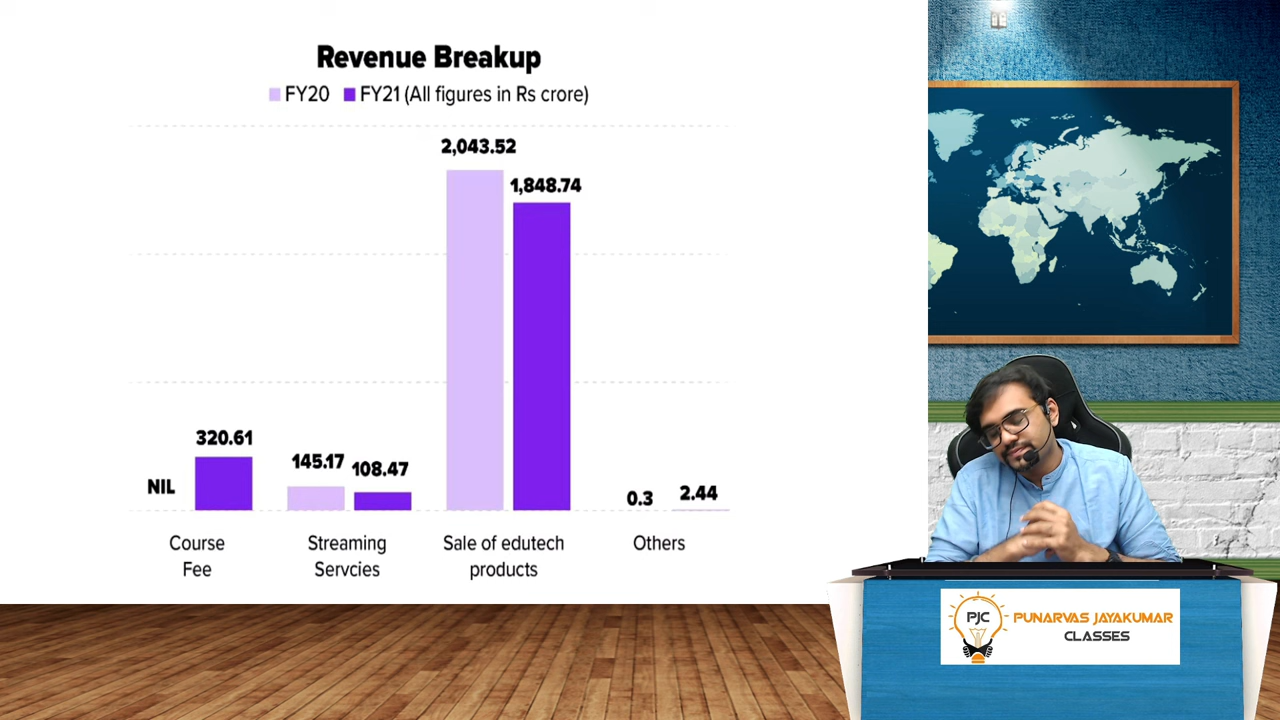 Revenue Breakup
FY20 FY21 (All figures in Rs crore)
2,043.52
1,848.74
320.61
145.17
108.47
NIL
0.3
2.44
Course
Fee
Streaming
Servcies
Sale of edutech
products
Others
PJC
PUNARVAS JAYAKUMAR
CLASSES